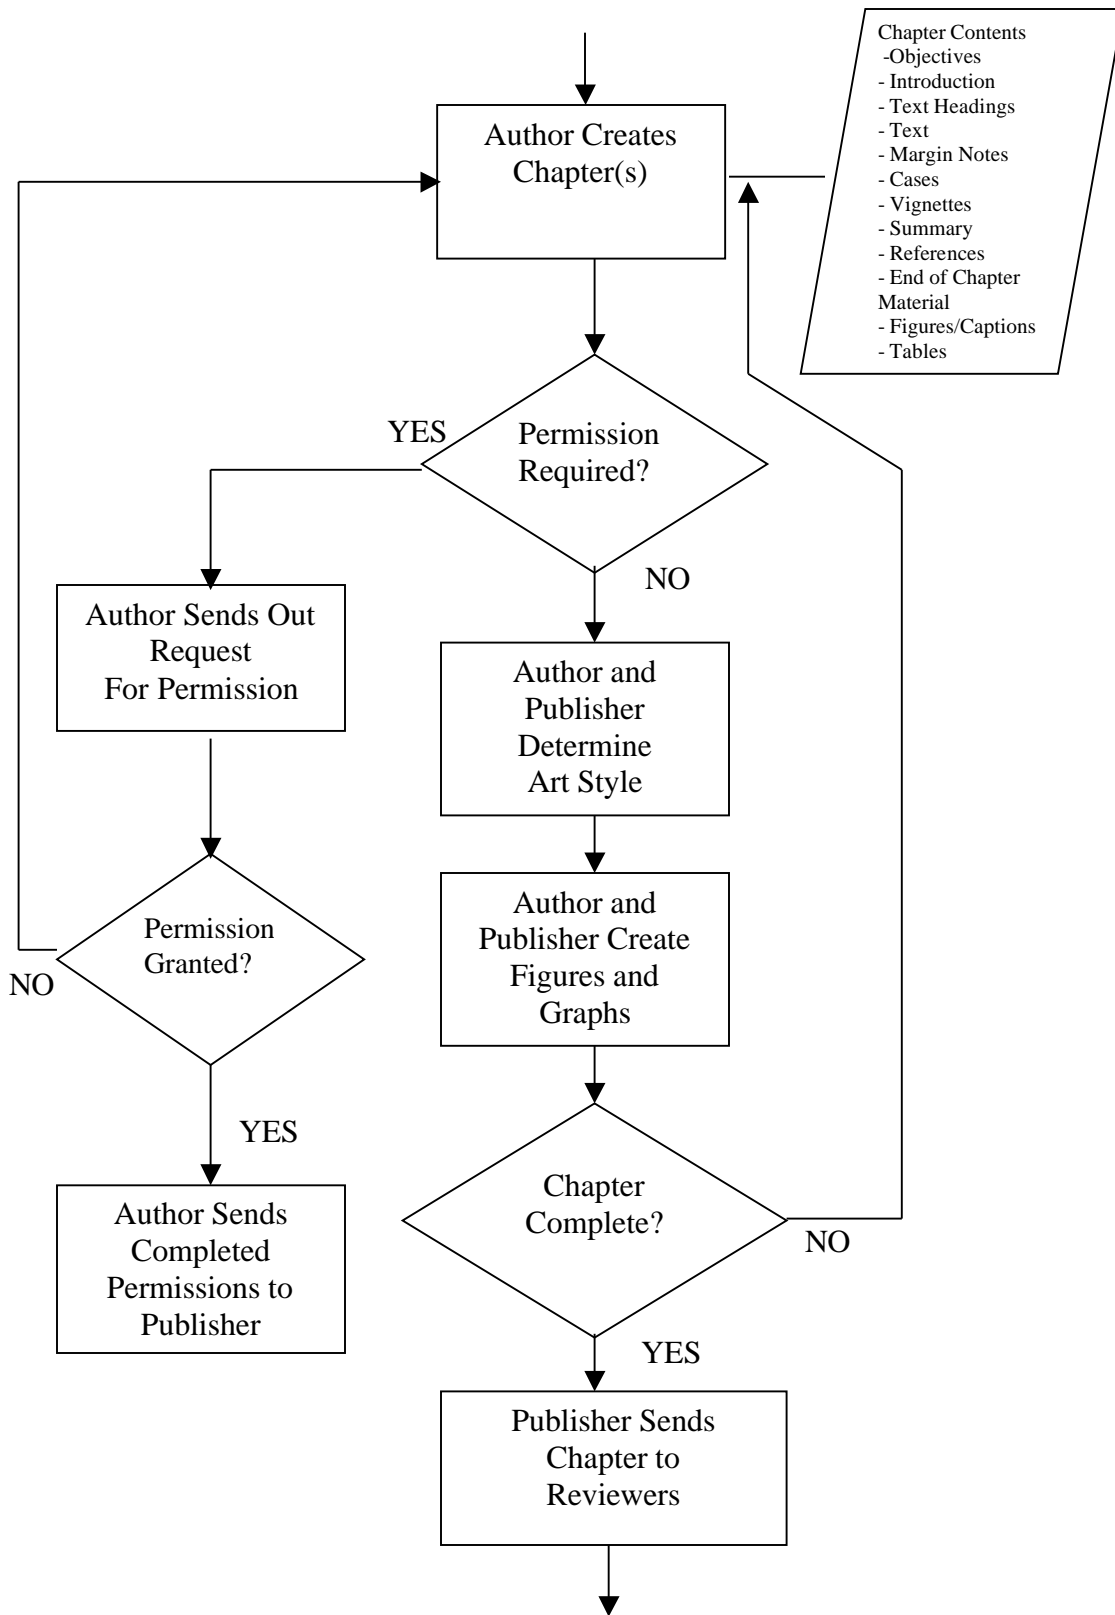 Author Creates
Chapter(s)
Chapter Contents
-Objectives
- Introduction
- Text Headings
- Text
- Margin Notes
- Cases
- Vignettes
- Summary
- References
- End of Chapter
Material
- Figures/Captions
- Tables
YES
Permission
Required?
NO
Author Sends Out
Request
For Permission
Author and
Publisher
Determine
Art Style
Permission
Granted?
NO
Author and
Publisher Create
Figures and
Graphs
YES
Author Sends
Completed
Permissions to
Publisher
Chapter
Complete?
NO
YES
Publisher Sends
Chapter to
Reviewers